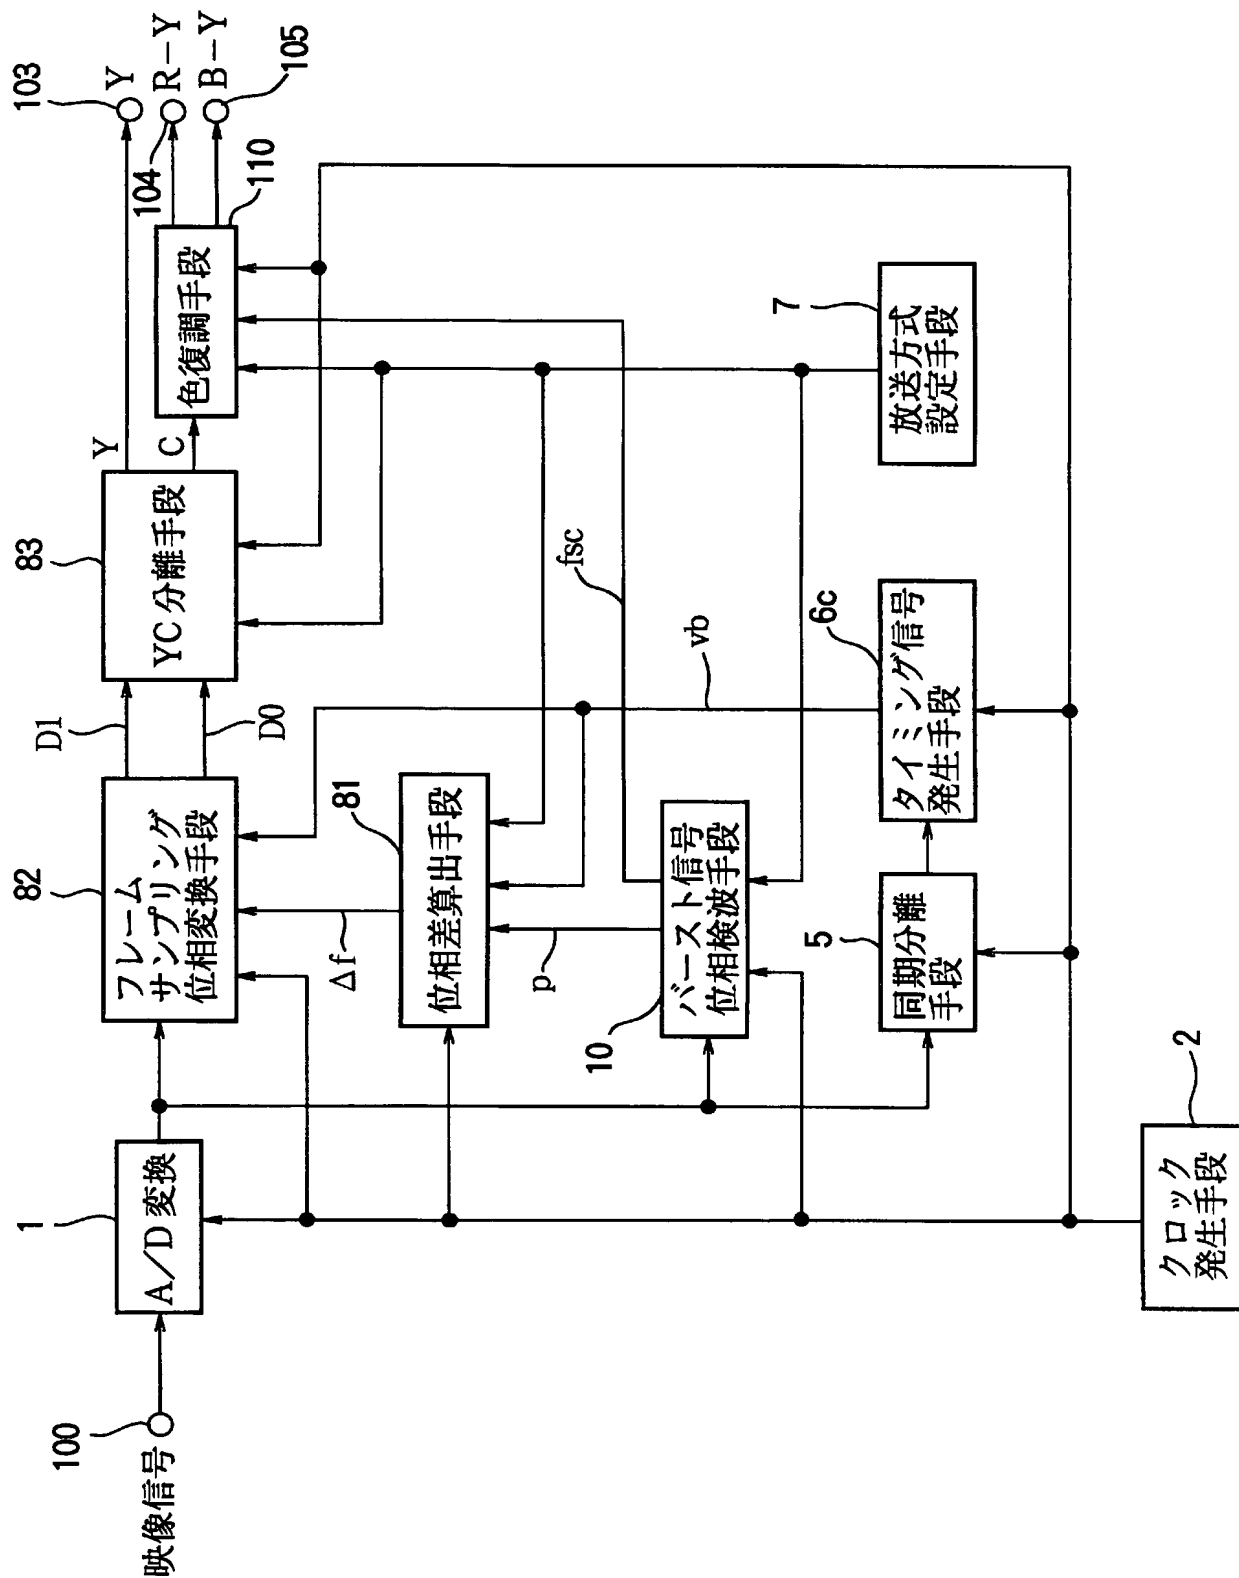 映像信号
100
1
A/D 変換
82
フレーム
サンプリング
位相変換手段
D1
D0
83
YC 分離手段
Y
C
色復調手段
110
103
Y
104
R-Y
B-Y
105
Δf
81
位相差算出手段
p
10
バースト信号
位相検波手段
fsc
vb
5
同期分離
手段
6c
タイミング信号
発生手段
7
放送方式
設定手段
2
クロック
発生手段